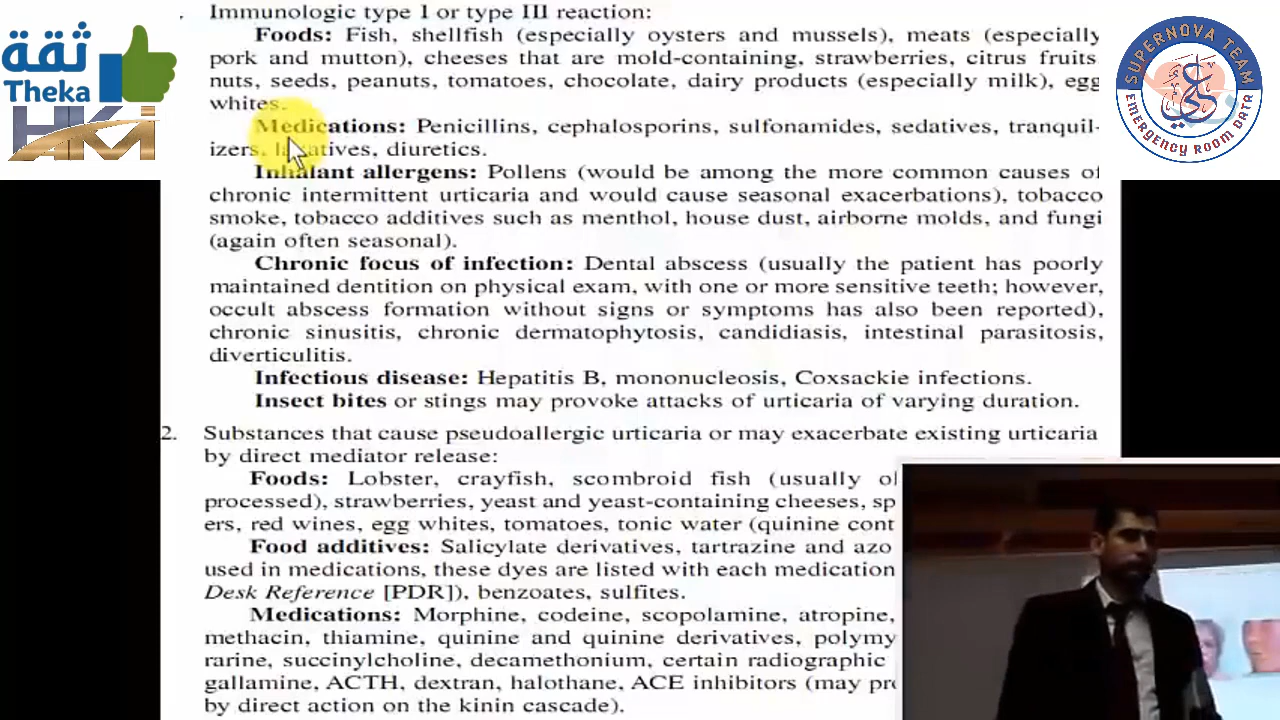 ثقة
Theka
HKM
SUPERNOVA TEAM
EMERGENCY ROOM DATA
Immunologic type I or type III reaction:
Foods: Fish, shellfish (especially oysters and mussels), meats (especially
pork and mutton), cheeses that are mold-containing, strawberries, citrus fruits
nuts, seeds, peanuts, tomatoes, chocolate, dairy products (especially milk), egg
whites.
Medications: Penicillins, cephalosporins, sulfonamides, sedatives, tranquil-
izers, laxatives, diuretics.
Inhalant allergens: Pollens (would be among the more common causes of
chronic intermittent urticaria and would cause seasonal exacerbations), tobacco
smoke, tobacco additives such as menthol, house dust, airborne molds, and fungi
(again often seasonal).
Chronic focus of infection: Dental abscess (usually the patient has poorly
maintained dentition on physical exam, with one or more sensitive teeth; however,
occult abscess formation without signs or symptoms has also been reported),
chronic sinusitis, chronic dermatophytosis, candidiasis, intestinal parasitosis,
diverticulitis.
Infectious disease: Hepatitis B, mononucleosis, Coxsackie infections.
Insect bites or stings may provoke attacks of urticaria of varying duration.
2. Substances that cause pseudoallergic urticaria or may exacerbate existing urticaria
by direct mediator release:
Foods: Lobster, crayfish, scombroid fish (usually
processed), strawberries, yeast and yeast-containing cheeses, sp
ers, red wines, egg whites, tomatoes, tonic water (quinine cont
Food additives: Salicylate derivatives, tartrazine and azo
used in medications, these dyes are listed with each medication
Desk Reference [PDR]), benzoates, sulfites.
Medications: Morphine, codeine, scopolamine, atropine,
methacin, thiamine, quinine and quinine derivatives, polymy
rarine, succinylcholine, decamethonium, certain radiographic
gallamine, ACTH, dextran, halothane, ACE inhibitors (may pr
by direct action on the kinin cascade).